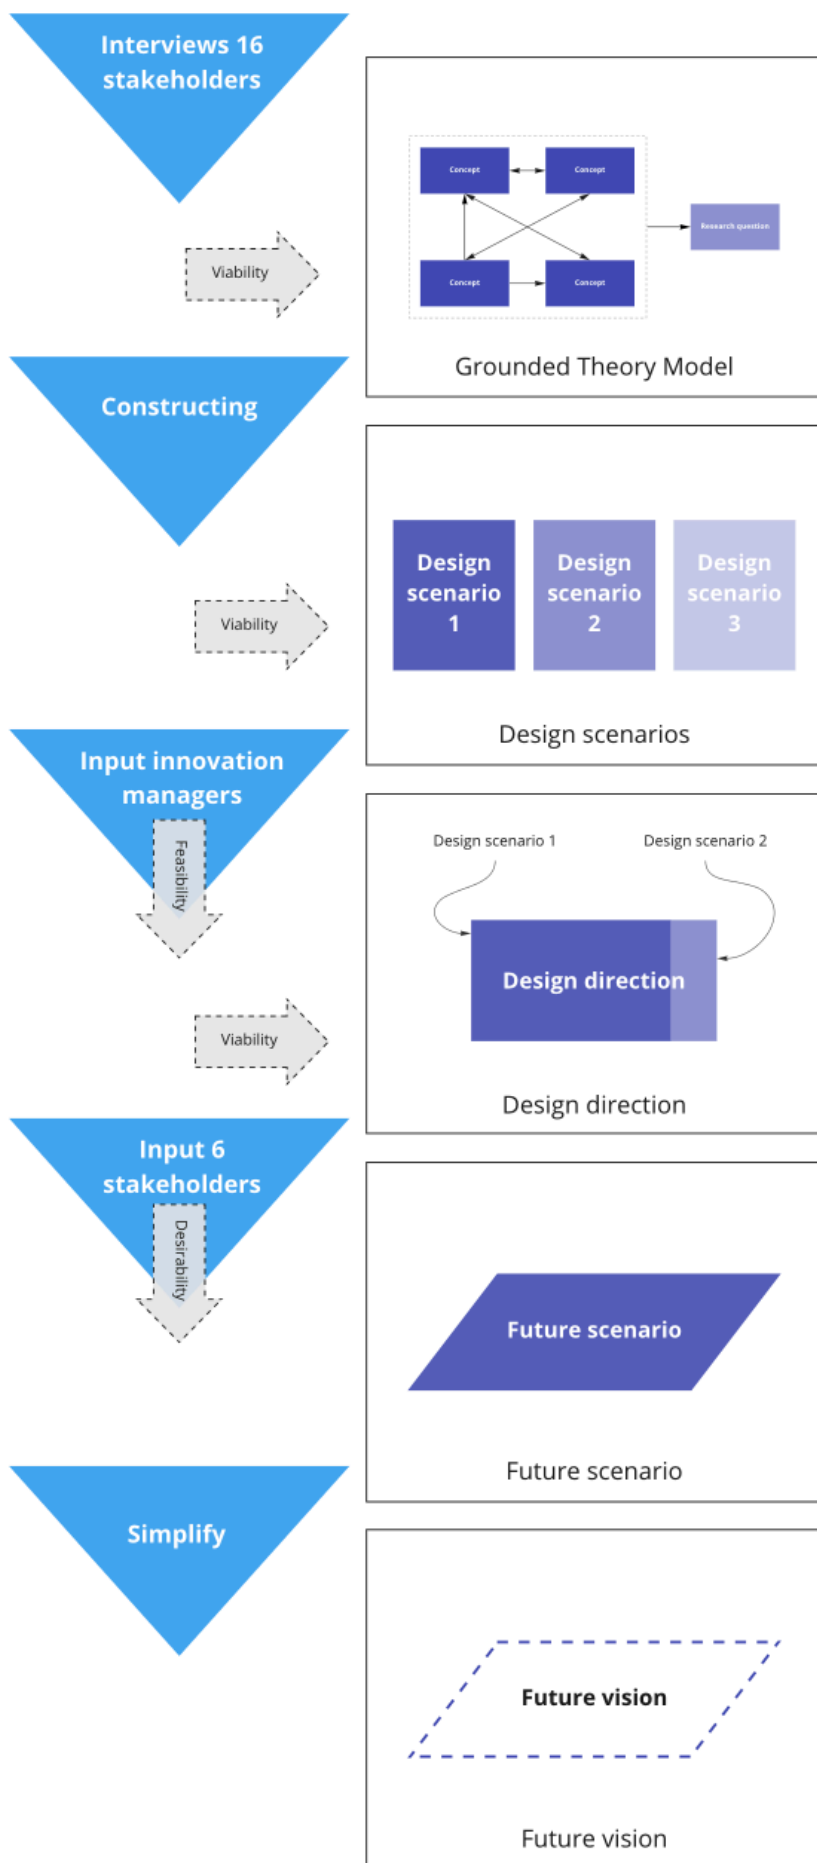 Interviews 16
stakeholders
Concept
Concept
Viability
Research question
Concept
Concept
Grounded Theory Model
Constructing
Design
scenario
1
Design
scenario
2
Design
scenario
3
Viability
Design scenarios
Input innovation
managers
Feasibility
Design scenario 1
Design scenario 2
Design direction
Viability
Design direction
Input 6
stakeholders
Desirability
Future scenario
Future scenario
Simplify
Future vision
Future vision